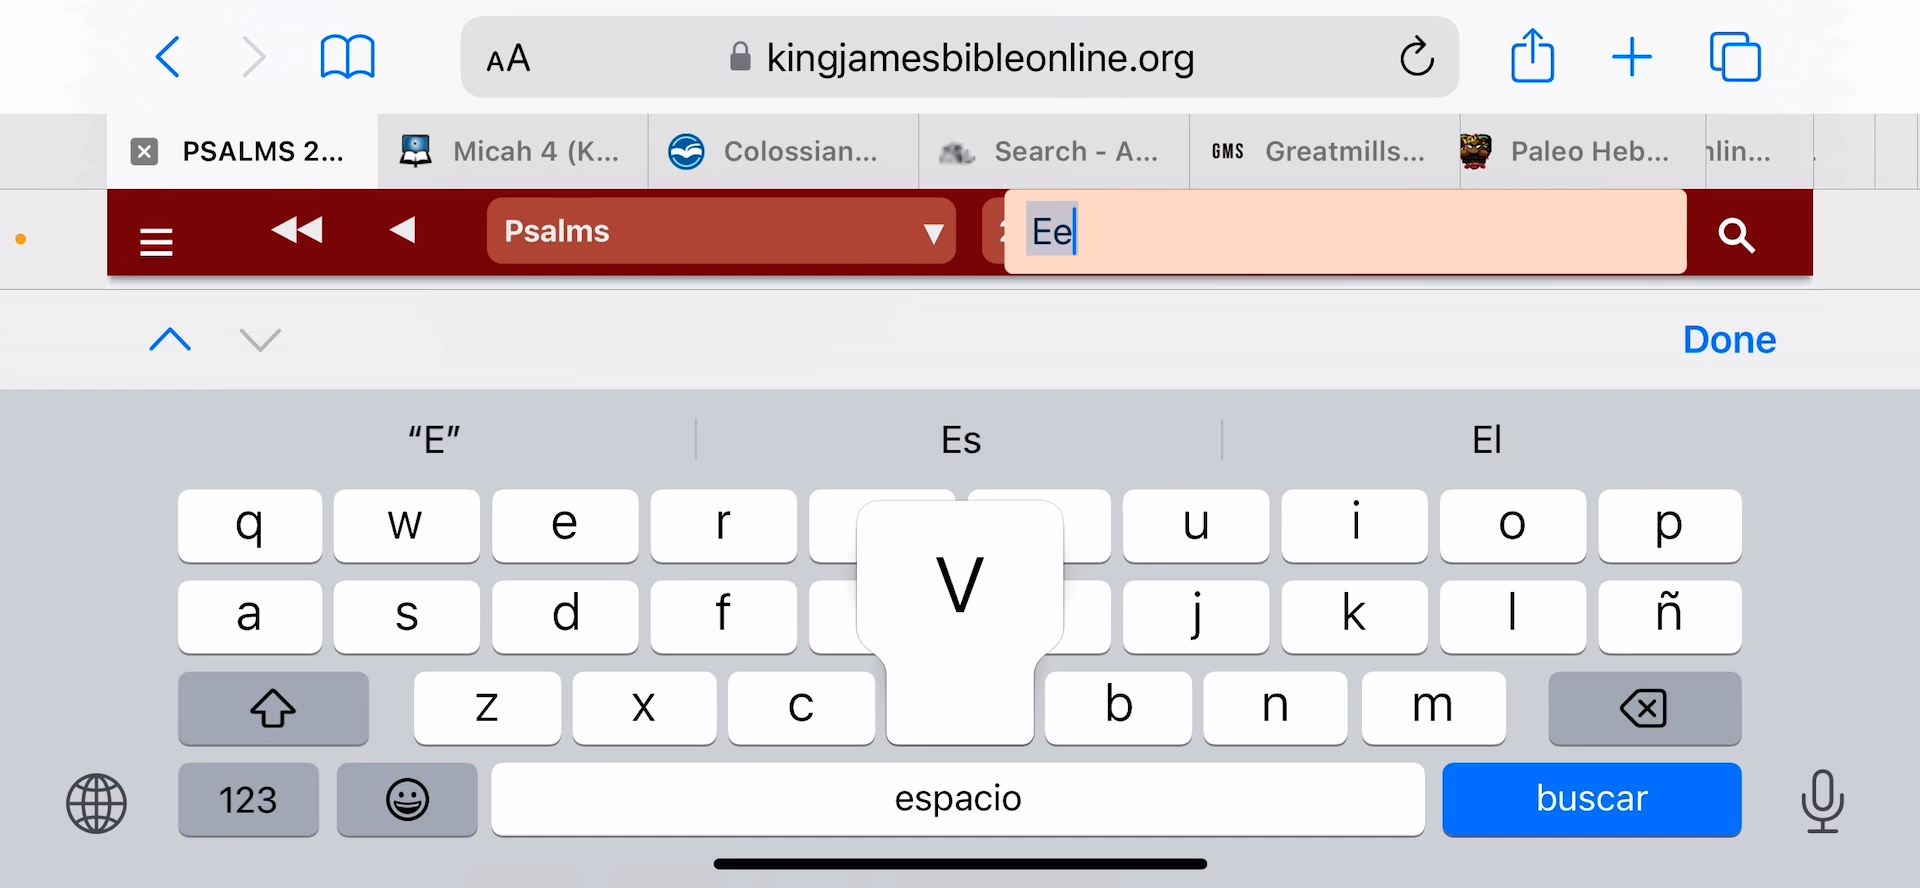 AA kingjamesbibleonline.org
PSALMS 2... Micah 4 (K... Colossian... Search - A... GMS Greatmills... Paleo Heb... nlin...
Psalms Ee
Done
“E” Es El
q w e r u i o p
a s d f j k l ñ
V
z x c b n m
123 espacio buscar